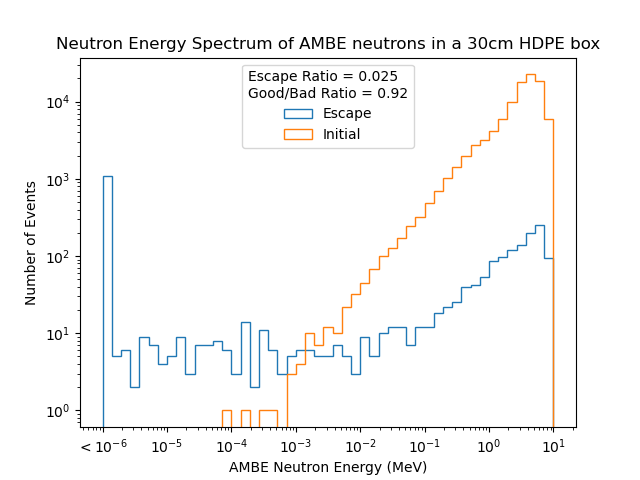 Neutron Energy Spectrum of AMBE neutrons in a 30cm HDPE box
Escape Ratio = 0.025
Good/Bad Ratio = 0.92
Escape
Initial
Number of Events
10⁴
10³
10²
10¹
10⁰
< 10⁻⁶
10⁻⁵
10⁻⁴
10⁻³
10⁻²
10⁻¹
10⁰
10¹
AMBE Neutron Energy (MeV)